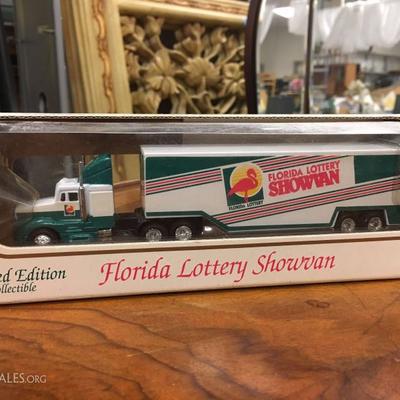 FLORIDA LOTTERY
SHOWVAN
FLORIDA LOTTERY
ed Edition
ollectible
Florida Lottery Showvan
ALES.ORG